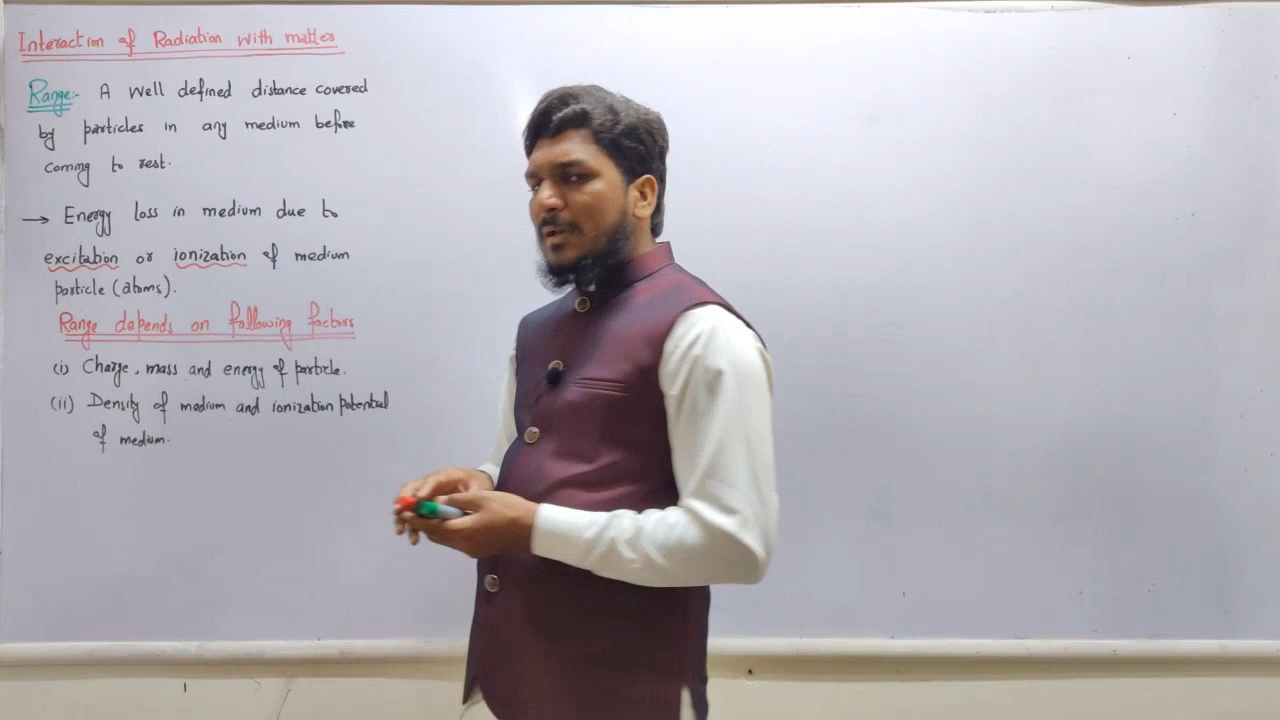 Interaction of Radiation with matter
Range:- A well defined distance covered
by particles in any medium before
coming to rest.
→ Energy loss in medium due to
excitation or ionization of medium
particle (atoms).
Range depends on following factors
(i) Charge, mass and energy of particle.
(ii) Density of medium and ionization potential
of medium.